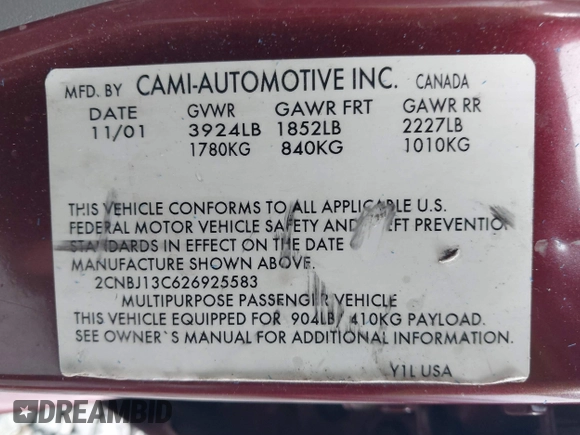 MFD. BY CAMI-AUTOMOTIVE INC. CANADA
DATE GVWR GAWR FRT GAWR RR
11/01 3924LB 1852LB 2227LB
1780KG 840KG 1010KG
THIS VEHICLE CONFORMS TO ALL APPLICABLE U.S.
FEDERAL MOTOR VEHICLE SAFETY AND THEFT PREVENTION
STANDARDS IN EFFECT ON THE DATE
MANUFACTURE SHOWN ABOVE.
2CNBJ13C626925583
MULTIPURPOSE PASSENGER VEHICLE
THIS VEHICLE EQUIPPED FOR 904LB/ 410KG PAYLOAD.
SEE OWNER`S MANUAL FOR ADDITIONAL INFORMATION.
Y1L USA
DREAMBID